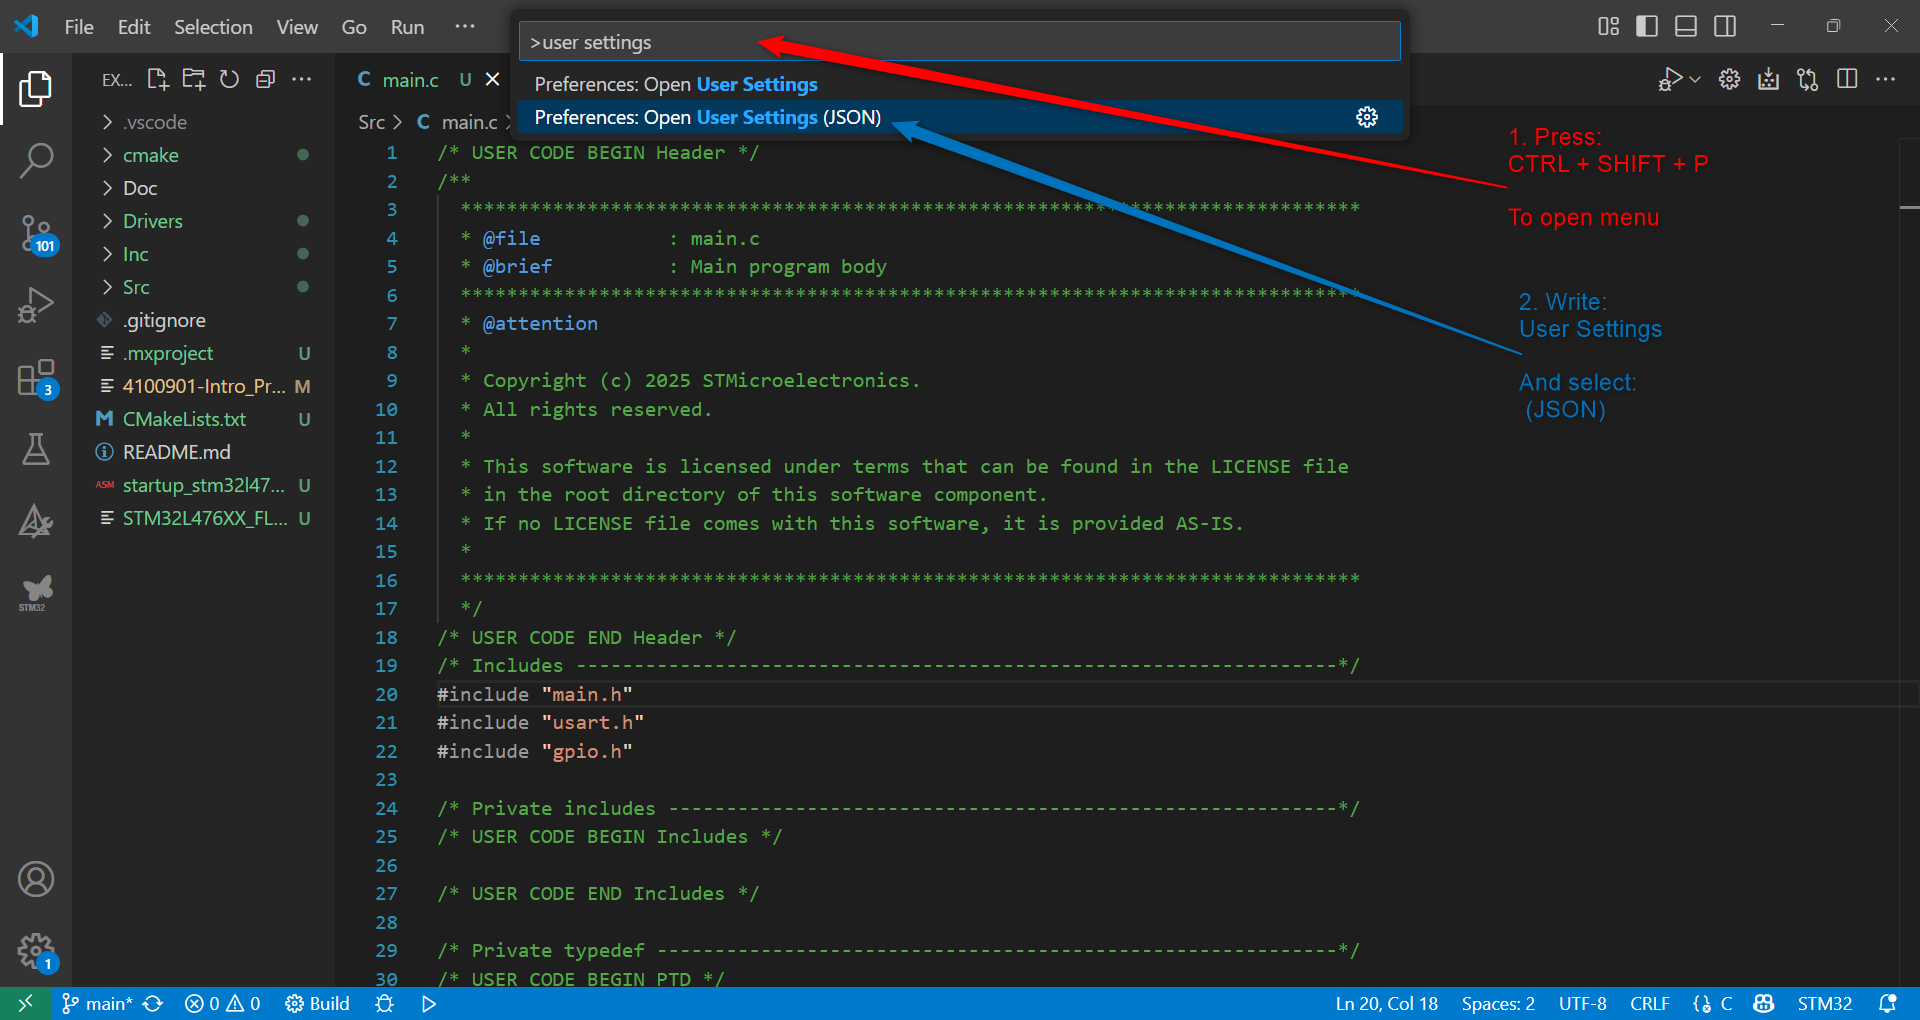 File Edit Selection View Go Run ···
>user settings
Preferences: Open User Settings
Preferences: Open User Settings (JSON)
EX... ···
C main.c U
Src > C main.c >
1. Press:
CTRL + SHIFT + P
To open menu
2. Write:
User Settings
And select:
(JSON)
.vscode
cmake
Doc
Drivers
Inc
Src
.gitignore
.mxproject U
4100901-Intro_Pr... M
CMakeLists.txt U
README.md
ASM startup_stm32l47... U
STM32L476XX_FL... U
101
3
STM32
1
1 /* USER CODE BEGIN Header */
2 /**
3 ******************************************************************************
4 * @file : main.c
5 * @brief : Main program body
6 ******************************************************************************
7 * @attention
8 *
9 * Copyright (c) 2025 STMicroelectronics.
10 * All rights reserved.
11 *
12 * This software is licensed under terms that can be found in the LICENSE file
13 * in the root directory of this software component.
14 * If no LICENSE file comes with this software, it is provided AS-IS.
15 *
16 ******************************************************************************
17 */
18 /* USER CODE END Header */
19 /* Includes ------------------------------------------------------------------*/
20 #include "main.h"
21 #include "usart.h"
22 #include "gpio.h"
23
24 /* Private includes ----------------------------------------------------------*/
25 /* USER CODE BEGIN Includes */
26
27 /* USER CODE END Includes */
28
29 /* Private typedef -----------------------------------------------------------*/
30 /* USER CODE BEGIN PTD */
main* 0 0 Build Ln 20, Col 18 Spaces: 2 UTF-8 CRLF C STM32